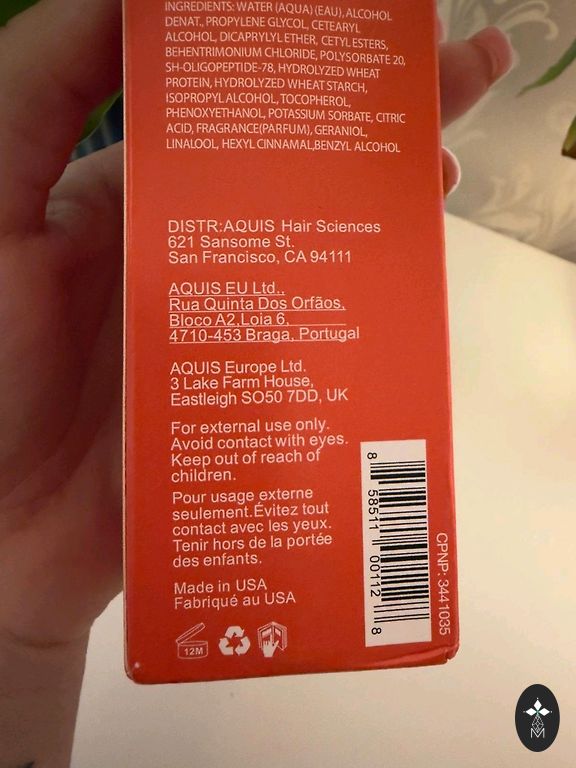 INGREDIENTS: WATER (AQUA) (EAU), ALCOHOL
DENAT., PROPYLENE GLYCOL, CETEARYL
ALCOHOL, DICAPRYLYL ETHER, CETYL ESTERS,
BEHENTRIMONIUM CHLORIDE, POLYSORBATE 20,
SH-OLIGOPEPTIDE-78, HYDROLYZED WHEAT
PROTEIN, HYDROLYZED WHEAT STARCH,
ISOPROPYL ALCOHOL, TOCOPHEROL,
PHENOXYETHANOL, POTASSIUM SORBATE, CITRIC
ACID, FRAGRANCE(PARFUM), GERANIOL,
LINALOOL, HEXYL CINNAMAL,BENZYL ALCOHOL
DISTR:AQUIS Hair Sciences
621 Sansome St.
San Francisco, CA 94111
AQUIS EU Ltd.,
Rua Quinta Dos Orfãos,
Bloco A2,Loia 6,
4710-453 Braga, Portugal
AQUIS Europe Ltd.
3 Lake Farm House,
Eastleigh SO50 7DD, UK
For external use only.
Avoid contact with eyes.
Keep out of reach of
children.
Pour usage externe
seulement.Évitez tout
contact avec les yeux.
Tenir hors de la portée
des enfants.
Made in USA
Fabriqué au USA
12M
8 58511 00112 8
CPNP: 3441035
M